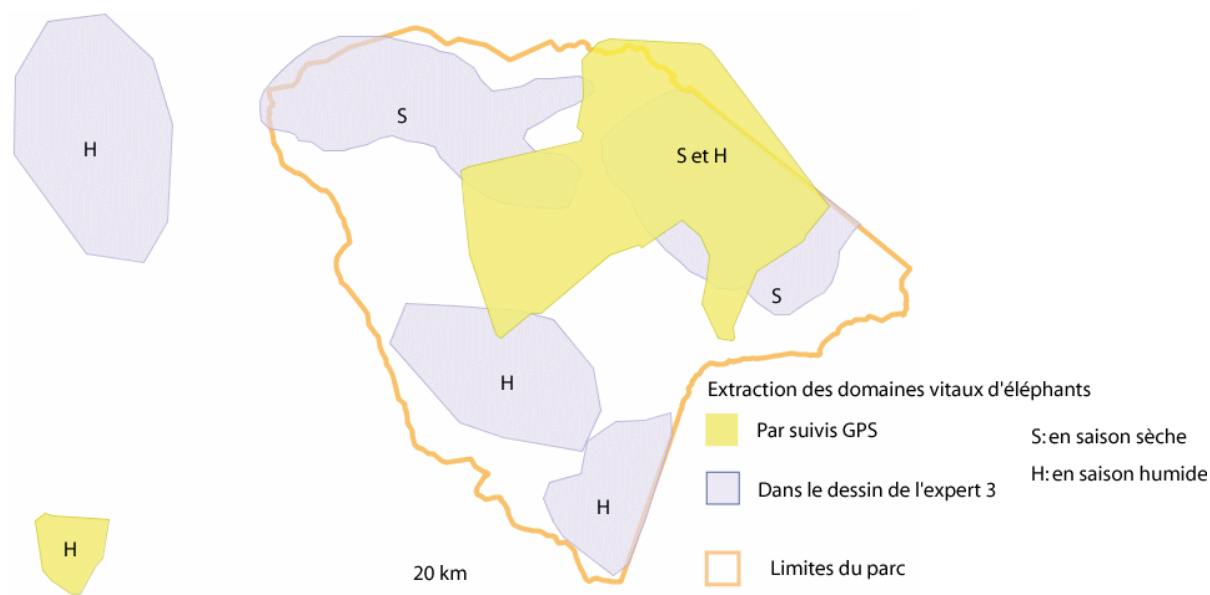 H
S
S et H
S
H
H
H
20 km
Extraction des domaines vitaux d'éléphants
Par suivis GPS
Dans le dessin de l'expert 3
Limites du parc
S: en saison sèche
H: en saison humide